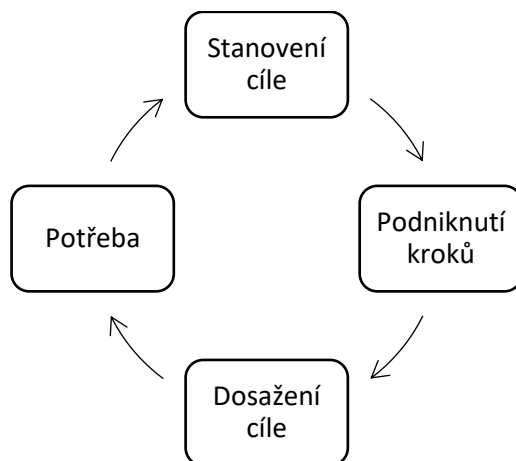 Stanovení
cíle
Podniknutí
kroků
Dosažení
cíle
Potřeba